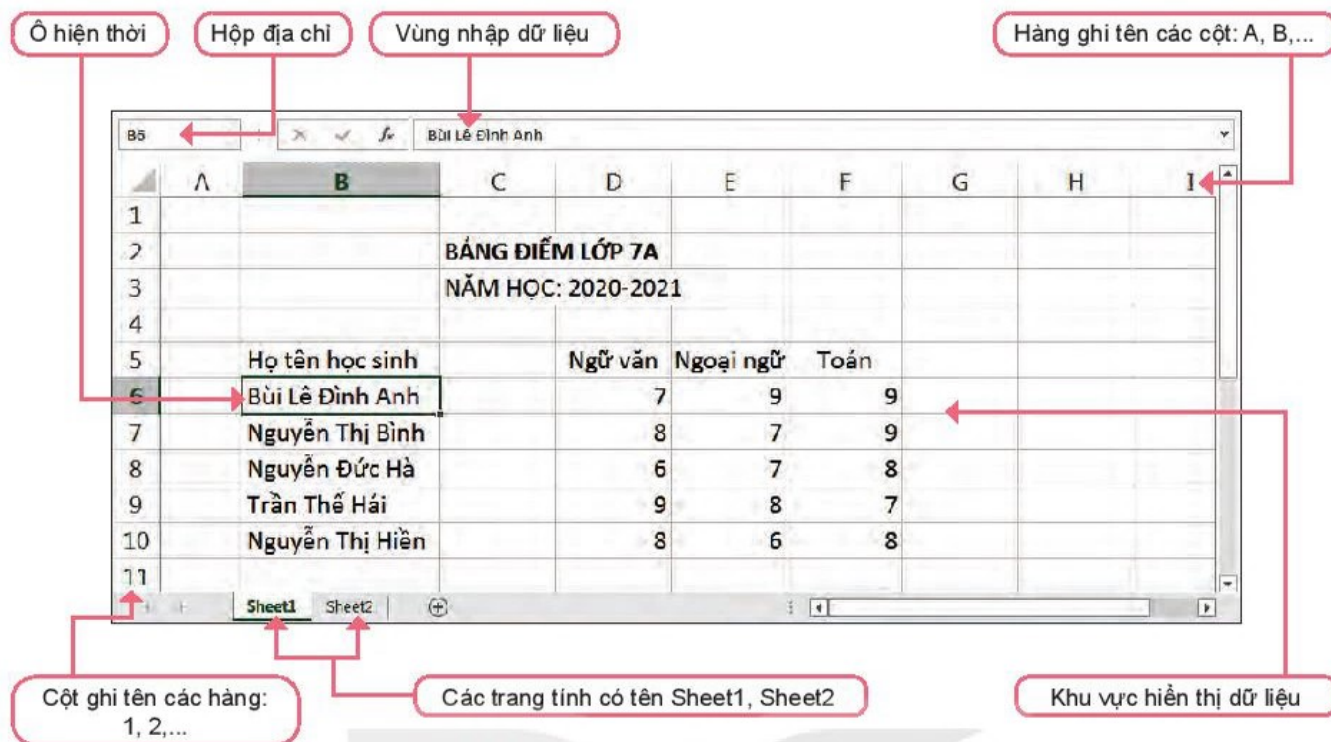 Ô hiện thời
Hộp địa chỉ
Vùng nhập dữ liệu
Hàng ghi tên các cột: A, B,...
B6
fx
Bùi Lê Đình Anh
A B C D E F G H I
1
2 BẢNG ĐIỂM LỚP 7A
3 NĂM HỌC: 2020-2021
4
5 Họ tên học sinh Ngữ văn Ngoại ngữ Toán
6 Bùi Lê Đình Anh 7 9 9
7 Nguyễn Thị Bình 8 7 9
8 Nguyễn Đức Hà 6 7 8
9 Trần Thế Hái 9 8 7
10 Nguyễn Thị Hiền 8 6 8
11
Sheet1 Sheet2
Cột ghi tên các hàng:
1, 2,...
Các trang tính có tên Sheet1, Sheet2
Khu vực hiển thị dữ liệu